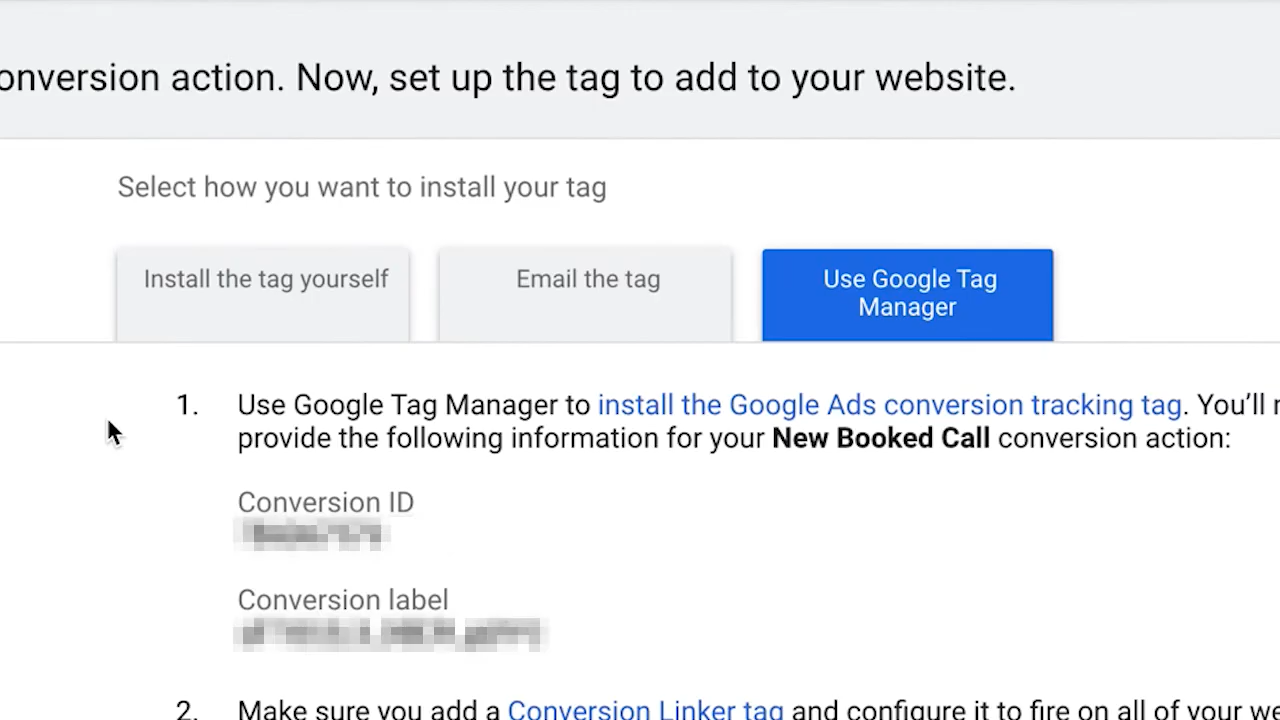 onversion action. Now, set up the tag to add to your website.
Select how you want to install your tag
Install the tag yourself
Email the tag
Use Google Tag
Manager
1. Use Google Tag Manager to install the Google Ads conversion tracking tag. You'll
provide the following information for your New Booked Call conversion action:
Conversion ID
Conversion label
2. Make sure you add a Conversion Linker tag and configure it to fire on all of your